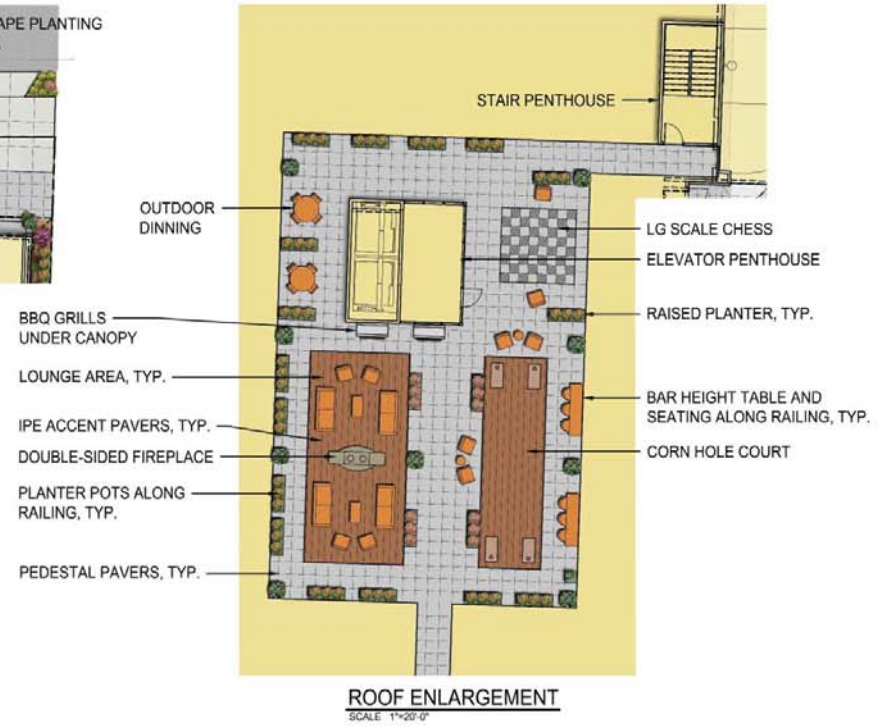 APE PLANTING
STAIR PENTHOUSE
OUTDOOR
DINNING
LG SCALE CHESS
ELEVATOR PENTHOUSE
BBQ GRILLS
UNDER CANOPY
RAISED PLANTER, TYP.
LOUNGE AREA, TYP.
BAR HEIGHT TABLE AND
SEATING ALONG RAILING, TYP.
IPE ACCENT PAVERS, TYP.
CORN HOLE COURT
DOUBLE-SIDED FIREPLACE
PLANTER POTS ALONG
RAILING, TYP.
PEDESTAL PAVERS, TYP.
ROOF ENLARGEMENT
SCALE 1"=20'-0"